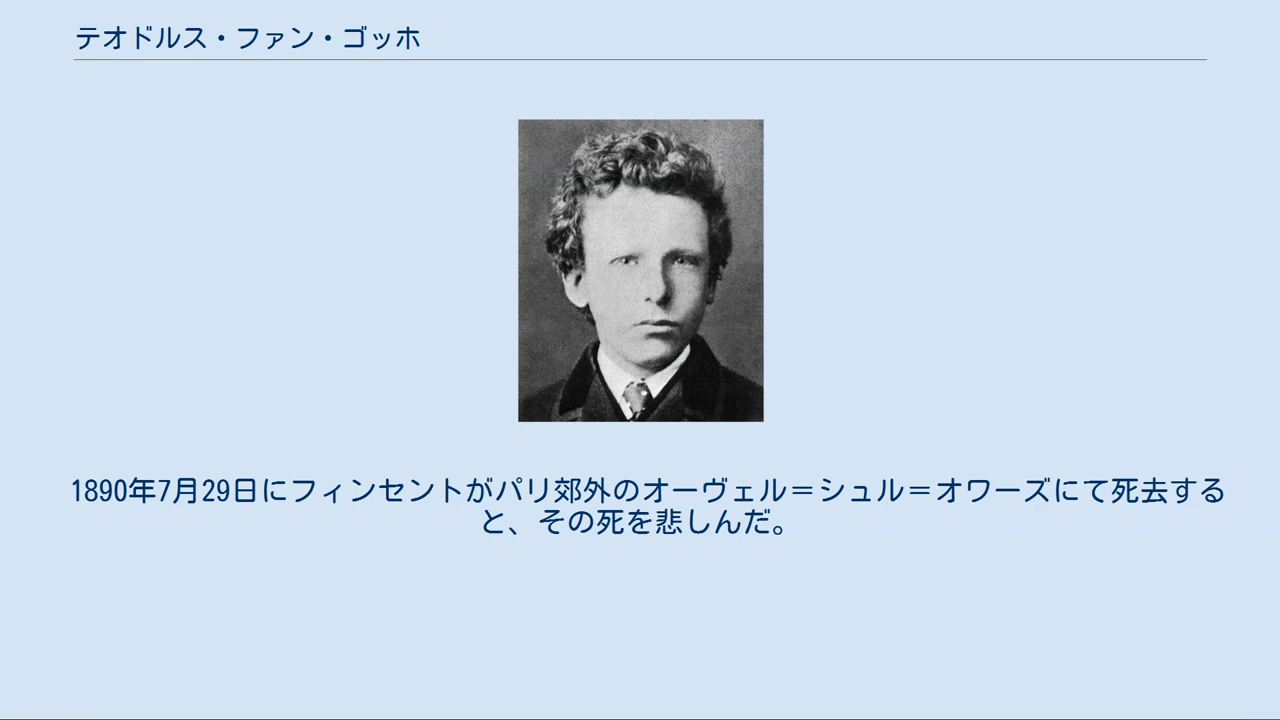 テオドルス・ファン・ゴッホ
1890年7月29日にフィンセントがパリ郊外のオーヴェル＝シュル＝オワーズにて死去する
と、その死を悲しんだ。